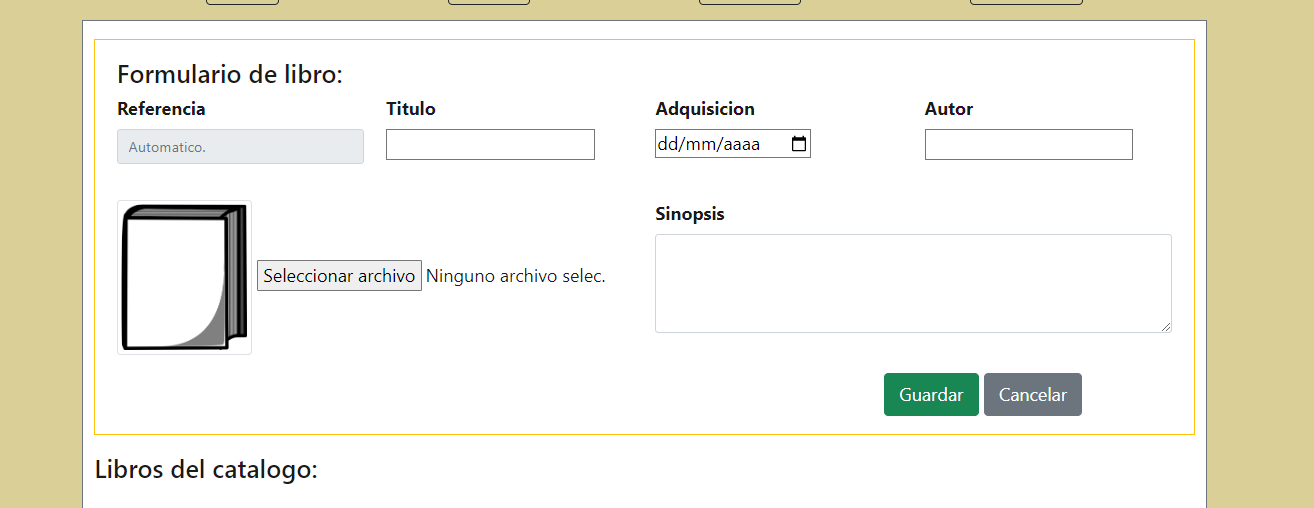 Formulario de libro:
Referencia Titulo Adquisicion Autor
Automatico. dd/mm/aaaa
Sinopsis
Seleccionar archivo Ninguno archivo selec.
Guardar Cancelar
Libros del catalogo: